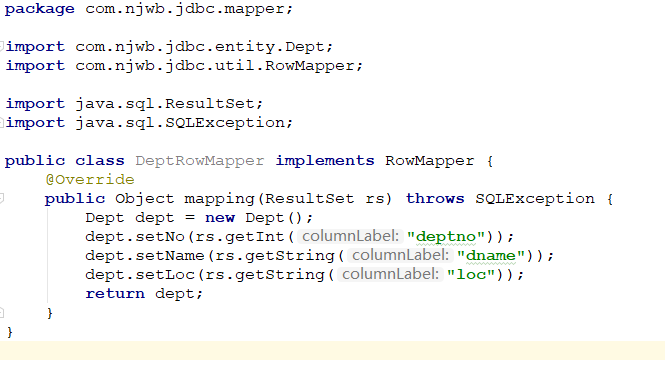 package com.njwb.jdbc.mapper;
import com.njwb.jdbc.entity.Dept;
import com.njwb.jdbc.util.RowMapper;
import java.sql.ResultSet;
import java.sql.SQLException;
public class DeptRowMapper implements RowMapper {
@Override
public Object mapping(ResultSet rs) throws SQLException {
Dept dept = new Dept();
dept.setNo(rs.getInt( columnLabel: "deptno"));
dept.setName(rs.getString( columnLabel: "dname"));
dept.setLoc(rs.getString( columnLabel: "loc"));
return dept;
}
}